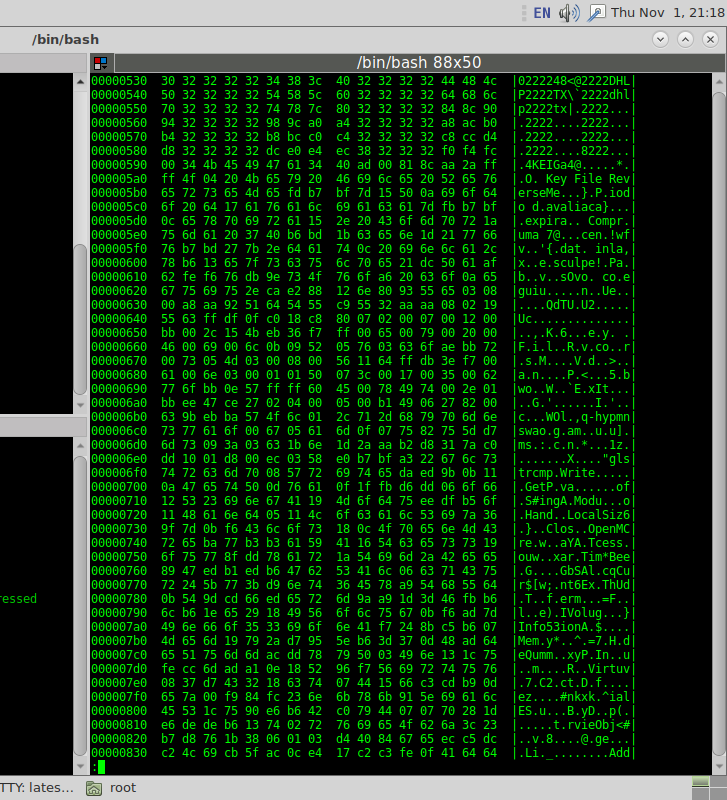 EN Thu Nov 1, 21:18
/bin/bash
/bin/bash 88x50
00000530 30 32 32 32 32 34 38 3c 40 32 32 32 32 44 48 4c |0222248<@2222DHL|
00000540 50 32 32 32 32 54 58 5c 60 32 32 32 32 64 68 6c |P2222TX\`2222dhl|
00000550 70 32 32 32 32 74 78 7c 80 32 32 32 32 84 8c 90 |p2222tx|.2222...|
00000560 94 32 32 32 32 98 9c a0 a4 32 32 32 32 a8 ac b0 |.2222....2222...|
00000570 b4 32 32 32 32 b8 bc c0 c4 32 32 32 32 c8 cc d4 |.2222....2222...|
00000580 d8 32 32 32 32 dc e0 e4 ec 38 32 32 32 f0 f4 fc |.2222....8222...|
00000590 00 34 4b 45 49 47 61 34 40 ad 00 81 8c aa 2a ff |.4KEIGa4@.....*.|
000005a0 ff 4f 04 20 4b 65 79 20 46 69 6c 65 20 52 65 76 |.O. Key File Rev|
000005b0 65 72 73 65 4d 65 fd b7 bf 7d 15 50 0a 69 6f 64 |erseMe...}.P.iod|
000005c0 6f 20 64 17 61 76 61 6c 69 61 63 61 7d fb b7 bf |o d.avaliaca}...|
000005d0 0c 65 78 70 69 72 61 15 2e 20 43 6f 6d 70 72 1a |.expira.. Compr.|
000005e0 75 6d 61 20 37 40 b6 bd 1b 63 65 6e 1d 21 77 66 |uma 7@...cen.!wf|
000005f0 76 b7 bd 27 7b 2e 64 61 74 0c 20 69 6e 6c 61 2c |v..'{.dat. inla,|
00000600 78 b6 13 65 7f 73 63 75 6c 70 65 21 dc 50 61 af |x..e.sculpe!.Pa.|
00000610 62 fe f6 76 db 9e 73 4f 76 6f a6 20 63 6f 0a 65 |b..v..sOvo. co.e|
00000620 67 75 69 75 2e ca e2 88 12 6e 80 93 55 65 03 08 |guiu.....n..Ue..|
00000630 00 a8 aa 92 51 64 54 55 c9 55 32 aa aa 08 02 19 |....QdTU.U2.....|
00000640 55 63 ff df 0f c0 18 c8 80 07 02 00 07 00 12 00 |Uc..............|
00000650 bb 00 2c 15 4b eb 36 f7 ff 00 65 00 79 00 20 00 |..,.K.6...e.y. .|
00000660 46 00 69 00 6c 0b 09 52 05 76 03 63 6f ae bb 72 |F.i.l..R.v.co..r|
00000670 00 73 05 4d 03 00 08 00 56 11 64 ff db 3e f7 00 |.s.M....V.d..>..|
00000680 61 00 6e 03 00 01 01 50 07 3c 00 17 00 35 00 62 |a.n....P.<...5.b|
00000690 77 6f bb 0e 57 ff ff 60 45 00 78 49 74 00 2e 01 |wo..W..`E.xIt...|
000006a0 bb ee 47 ce 27 02 04 00 05 00 b1 49 06 27 82 00 |..G.'......I.'..|
000006b0 63 9b eb ba 57 4f 6c 01 2c 71 2d 68 79 70 6d 6e |c...WOl.,q-hypmn|
000006c0 73 77 61 6f 00 67 05 61 6d 0f 07 75 82 75 5d d7 |swao.g.am..u.u].|
000006d0 6d 73 09 3a 03 63 1b 6e 1d 2a aa b2 d8 31 7a c0 |ms.:.c.n.*...1z.|
000006e0 dd 10 01 d8 00 ec 03 58 e0 b7 bf a3 22 67 6c 73 |.......X...."gls|
000006f0 74 72 63 6d 70 08 57 72 69 74 65 da ed 9b 0b 11 |trcmp.Write.....|
00000700 0a 47 65 74 50 0d 76 61 0f 1f fb d6 dd 06 6f 66 |.GetP.va......of|
00000710 12 53 23 69 6e 67 41 19 4d 6f 64 75 ee df b5 6f |.S#ingA.Modu...o|
00000720 11 48 61 6e 64 05 11 4c 6f 63 61 6c 53 69 7a 36 |.Hand..LocalSiz6|
00000730 9f 7d 0b f6 43 6c 6f 73 18 0c 4f 70 65 6e 4d 43 |.}..Clos..OpenMC|
00000740 72 65 ba 77 b3 b3 61 59 41 16 54 63 65 73 73 19 |re.w..aYA.Tcess.|
00000750 6f 75 77 8f dd 78 61 72 1a 54 69 6d 2a 42 65 65 |ouw..xar.Tim*Bee|
00000760 89 47 ed b1 ed b6 47 62 53 41 6c 06 63 71 43 75 |.G....GbSAl.cqCu|
00000770 72 24 5b 77 3b bd 9e 6e 74 36 45 78 a9 54 68 55 64 |r$[w;.nt6Ex.ThUd|
00000780 0b 54 9d cd 66 ed 65 72 6d 9a a9 1d 3d 46 fb b6 |.T..f.erm...=F..|
00000790 6c b6 1e 65 29 18 49 56 6f 6c 75 67 0b f6 ad 7d |l..e).IVolug...}|
000007a0 49 6e 66 6f 35 33 69 6f 6e 41 f7 24 8b c5 b6 07 |Info53ionA.$....|
000007b0 4d 65 6d 19 79 2a d7 95 5e b6 3d 37 0d 48 ad 64 |Mem.y*..^.=7.H.d|
000007c0 65 51 75 6d 6d ac dd 78 79 50 03 49 6e 13 1c 75 |eQumm..xyP.In..u|
000007d0 fe cc 6d ad a1 0e 18 52 96 f7 56 69 72 74 75 76 |..m....R..Virtuv|
000007e0 08 37 d7 43 32 18 63 74 07 44 15 66 c3 cd b9 0d |.7.C2.ct.D.f....|
000007f0 65 7a 00 f9 84 fc 23 6e 6b 78 6b 91 5e 69 61 6c |ez....#nkxk.^ial|
00000800 45 53 1c 75 90 e6 b6 42 c0 79 44 07 07 70 28 1d |ES.u...B.yD..p(.|
00000810 e6 de de b6 13 74 02 72 76 69 65 4f 62 6a 3c 23 |.....t.rvieObj<#|
00000820 b7 d8 76 1b 38 06 01 03 d4 40 84 67 65 ec c5 dc |..v.8....@.ge...|
00000830 c2 4c 69 cb 5f ac 0c e4 17 c2 c3 fe 0f 41 64 64 |.Li._........Add|
:
ressed
TTY: lates... root